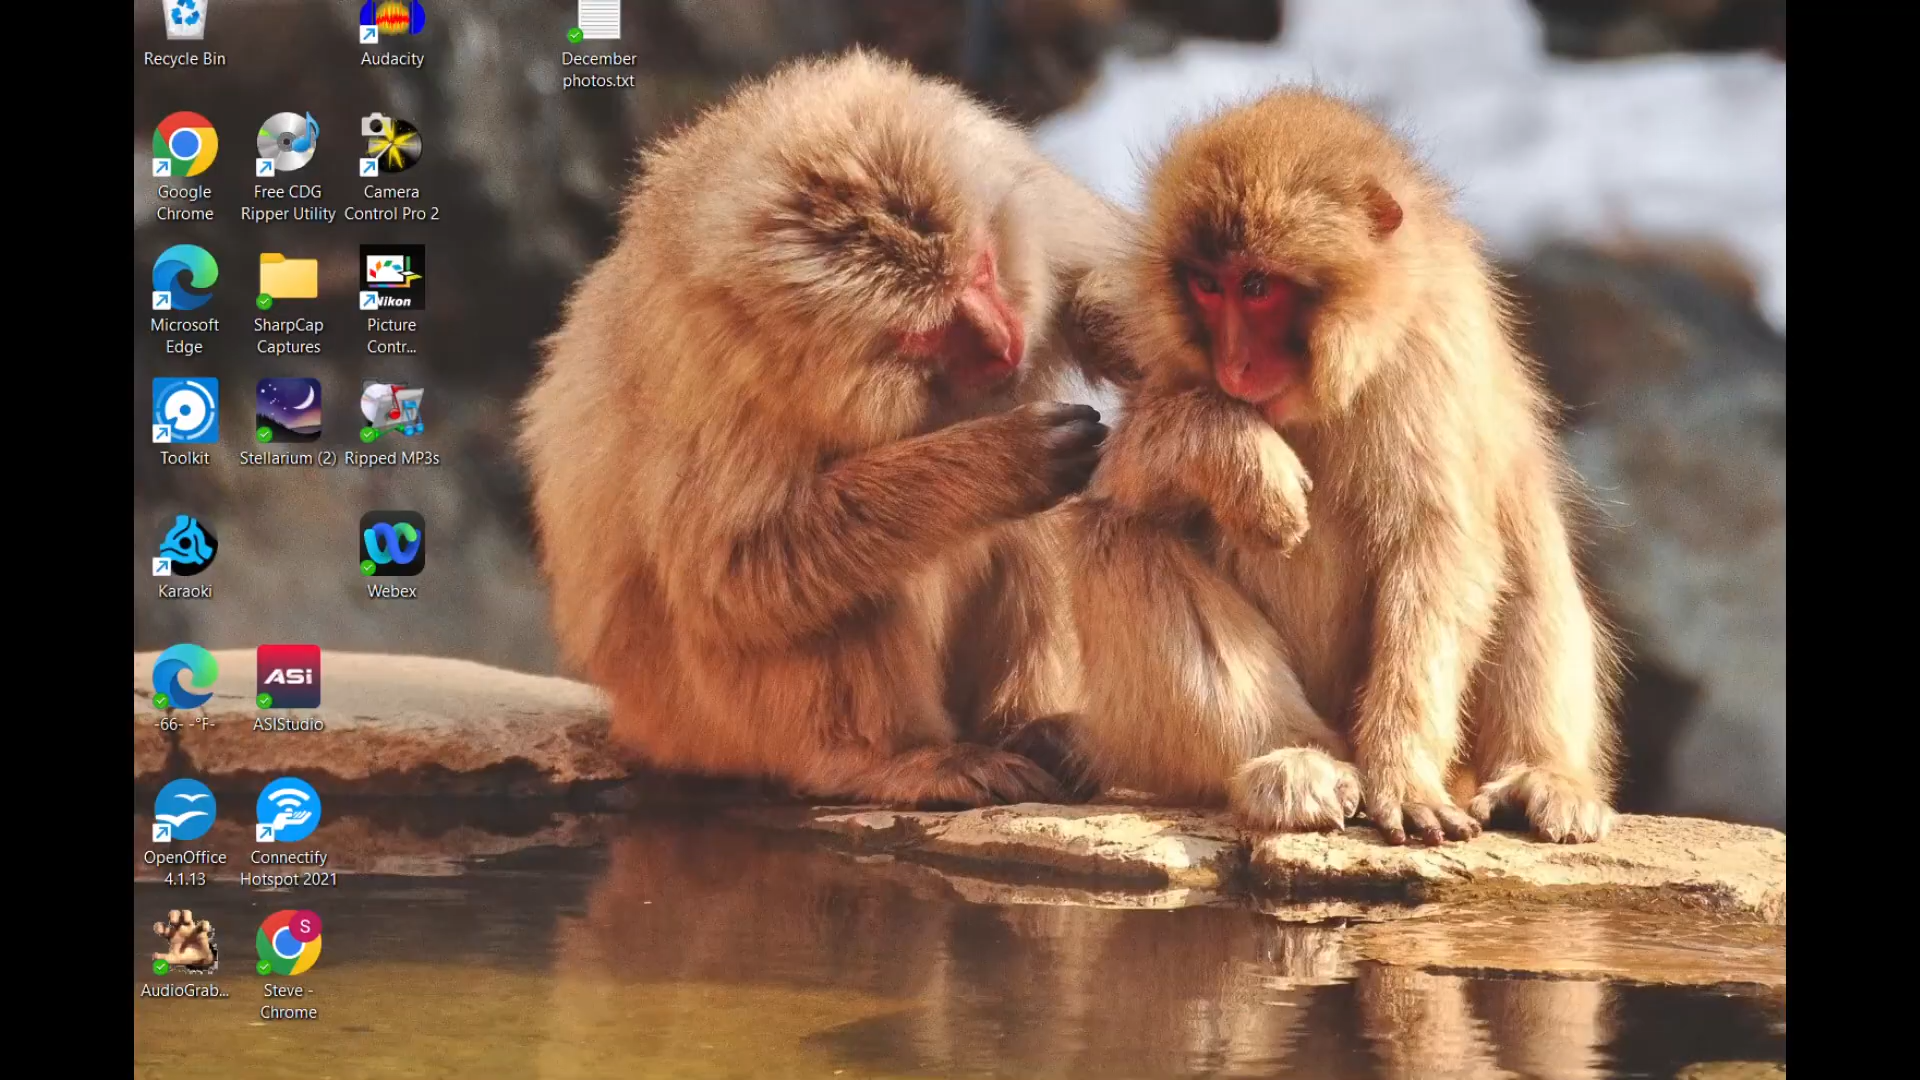 Recycle Bin
Audacity
December
photos.txt
Google
Chrome
Free CDG
Ripper Utility
Camera
Control Pro 2
Microsoft
Edge
SharpCap
Captures
Nikon
Picture
Contr...
Toolkit
Stellarium (2)
Ripped MP3s
Karaoki
Webex
-66- -°F-
ASi
ASIStudio
OpenOffice
4.1.13
Connectify
Hotspot 2021
AudioGrab...
S
Steve -
Chrome